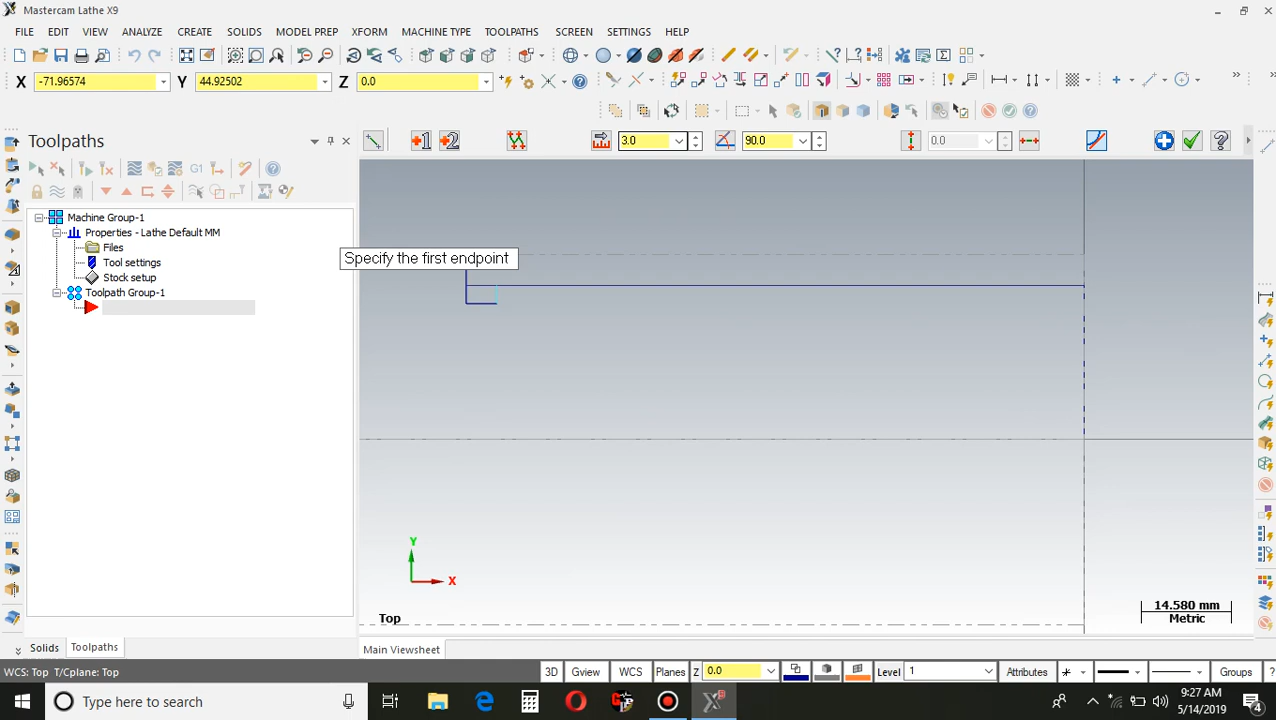 Mastercam Lathe X9
FILE EDIT VIEW ANALYZE CREATE SOLIDS MODEL PREP XFORM MACHINE TYPE TOOLPATHS SCREEN SETTINGS HELP
X -71.96574 Y 44.92502 Z 0.0
Toolpaths
3.0 90.0 0.0
G1
Machine Group-1
Properties - Lathe Default MM
Files
Tool settings
Stock setup
Toolpath Group-1
Specify the first endpoint
Y
X
Top
14.580 mm
Metric
Solids Toolpaths
Main Viewsheet
WCS: Top T/Cplane: Top
3D Gview WCS Planes Z 0.0 Level 1 Attributes Groups ?
Type here to search
9:27 AM
5/14/2019